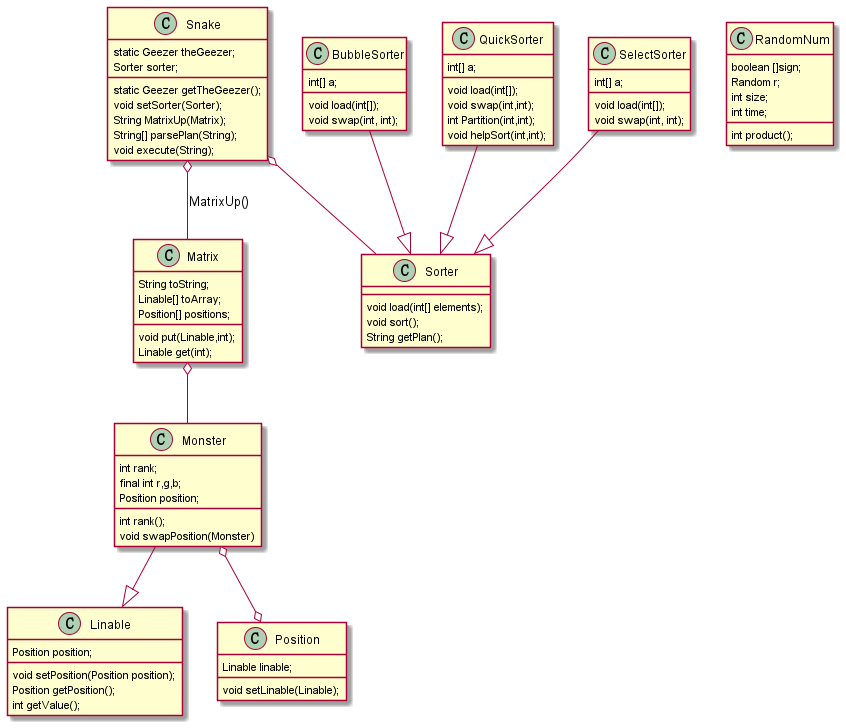 C Snake
static Geezer theGeezer;
Sorter sorter;
static Geezer getTheGeezer();
void setSorter(Sorter);
String MatrixUp(Matrix);
String[] parsePlan(String);
void execute(String);
C BubbleSorter
int[] a;
void load(int[]);
void swap(int, int);
C QuickSorter
int[] a;
void load(int[]);
void swap(int,int);
int Partition(int,int);
void helpSort(int,int);
C SelectSorter
int[] a;
void load(int[]);
void swap(int, int);
C RandomNum
boolean []sign;
Random r;
int size;
int time;
int product();
MatrixUp()
C Matrix
String toString;
Linable[] toArray;
Position[] positions;
void put(Linable,int);
Linable get(int);
C Sorter
void load(int[] elements);
void sort();
String getPlan();
C Monster
int rank;
final int r,g,b;
Position position;
int rank();
void swapPosition(Monster)
C Linable
Position position;
void setPosition(Position position);
Position getPosition();
int getValue();
C Position
Linable linable;
void setLinable(Linable);